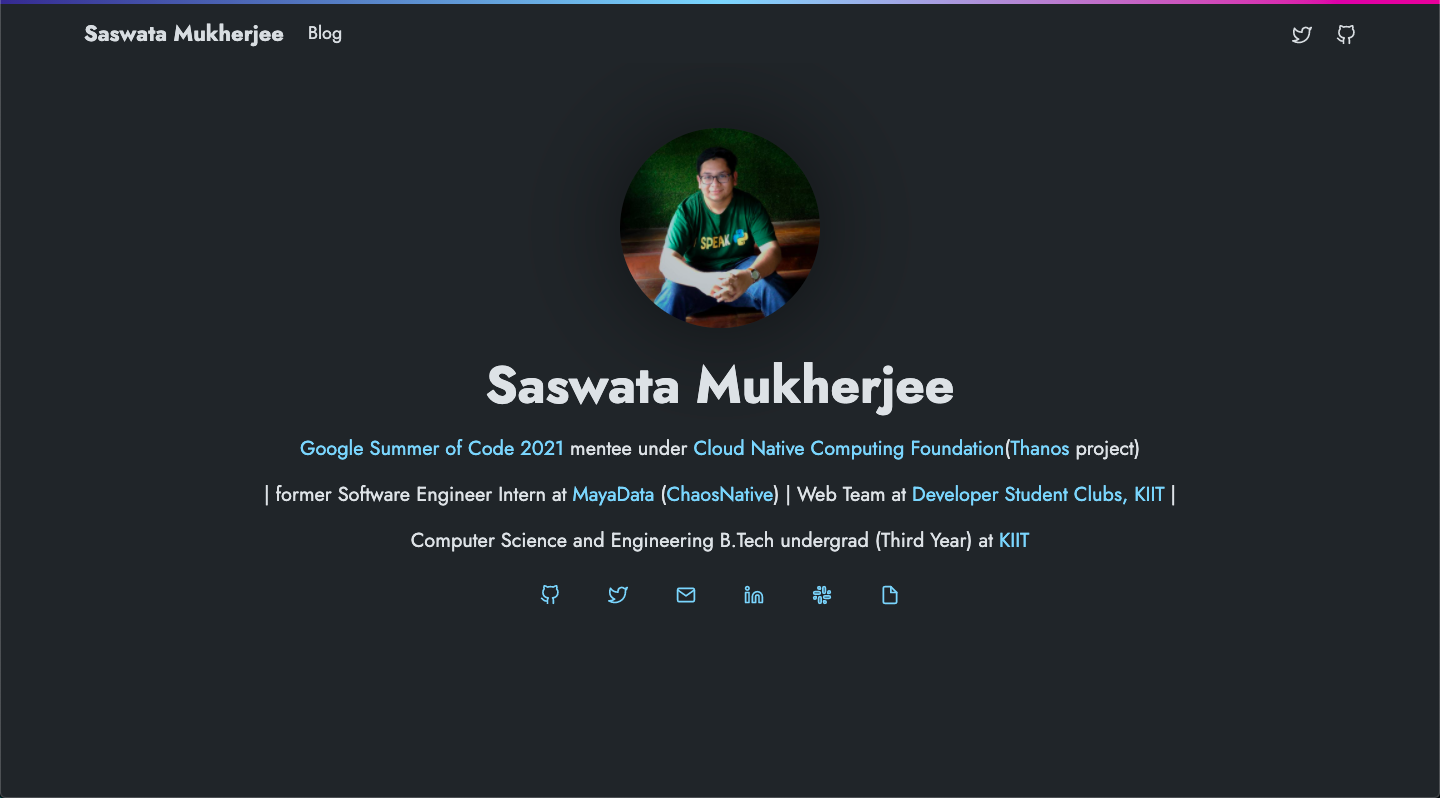 Saswata Mukherjee Blog
SPEAK
Saswata Mukherjee
Google Summer of Code 2021 mentee under Cloud Native Computing Foundation(Thanos project)
| former Software Engineer Intern at MayaData (ChaosNative) | Web Team at Developer Student Clubs, KIIT |
Computer Science and Engineering B.Tech undergrad (Third Year) at KIIT